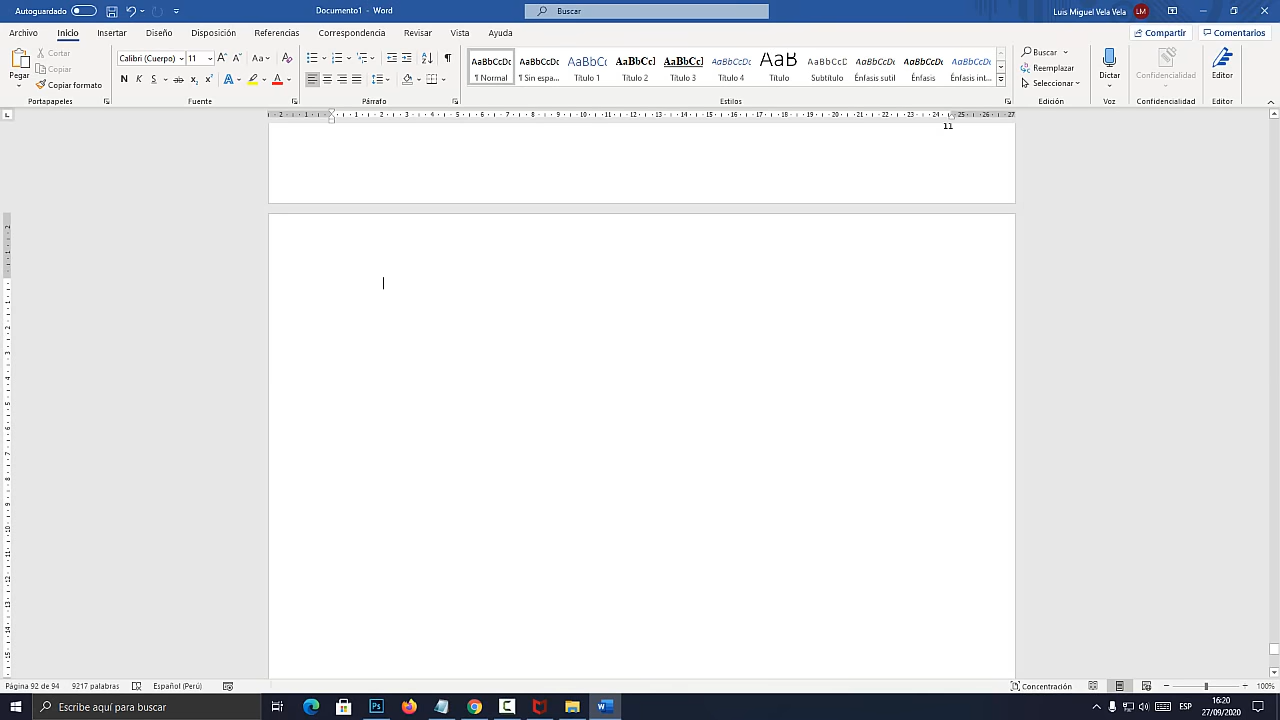 Autoguardado
Documento1 - Word
Buscar
Luis Miguel Vela Vela
LM
Archivo
Inicio
Insertar
Diseño
Disposición
Referencias
Correspondencia
Revisar
Vista
Ayuda
Compartir
Comentarios
Pegar
Cortar
Copiar
Copiar formato
Portapapeles
Calibri (Cuerpo)
11
Fuente
Párrafo
AaBbCcDc
¶ Normal
AaBbCcDc
¶ Sin espa...
AaBbCc
Título 1
AaBbCcI
Título 2
AaBbCcI
Título 3
AaBbCcDc
Título 4
AaB
Título
AaBbCcD
Subtítulo
AaBbCcDc
Énfasis sutil
AaBbCcDc
Énfasis
AaBbCcDc
Énfasis int...
Estilos
Buscar
Reemplazar
Seleccionar
Edición
Dictar
Voz
Confidencialidad
Confidencialidad
Editor
Editor
11
Página 92 de 94
9217 palabras
Español (Perú)
Concentración
100%
Escribe aquí para buscar
ESP
16:20
27/09/2020